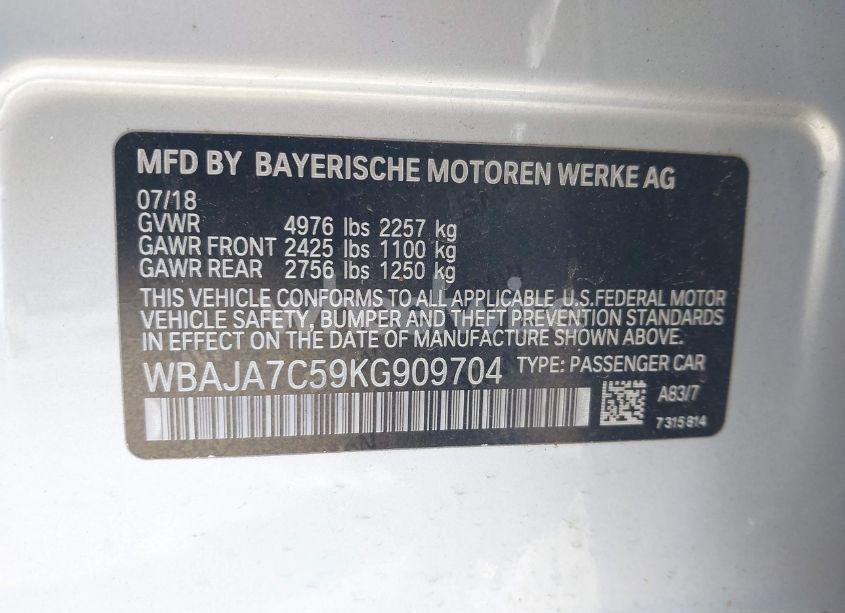 MFD BY BAYERISCHE MOTOREN WERKE AG
07/18
GVWR 4976 lbs 2257 kg
GAWR FRONT 2425 lbs 1100 kg
GAWR REAR 2756 lbs 1250 kg
THIS VEHICLE CONFORMS TO ALL APPLICABLE U.S.FEDERAL MOTOR
VEHICLE SAFETY, BUMPER AND THEFT PREVENTION STANDARDS
IN EFFECT ON THE DATE OF MANUFACTURE SHOWN ABOVE.
WBAJA7C59KG909704 TYPE: PASSENGER CAR
A83/7
7315814